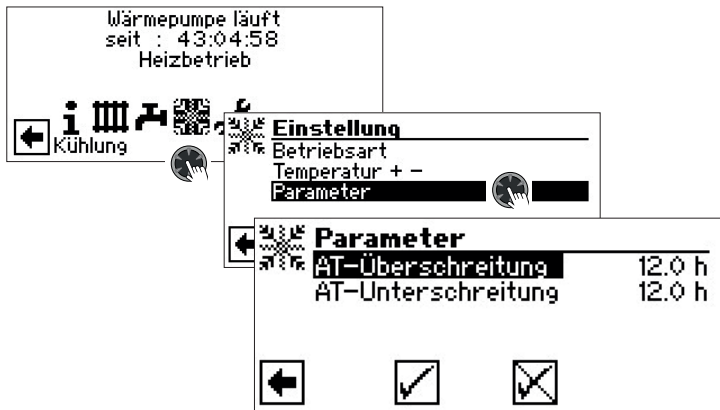 Wärmepumpe läuft
seit : 43:04:58
Heizbetrieb
Kühlung
Einstellung
Betriebsart
Temperatur + −
Parameter
Parameter
AT−Überschreitung 12.0 h
AT−Unterschreitung 12.0 h